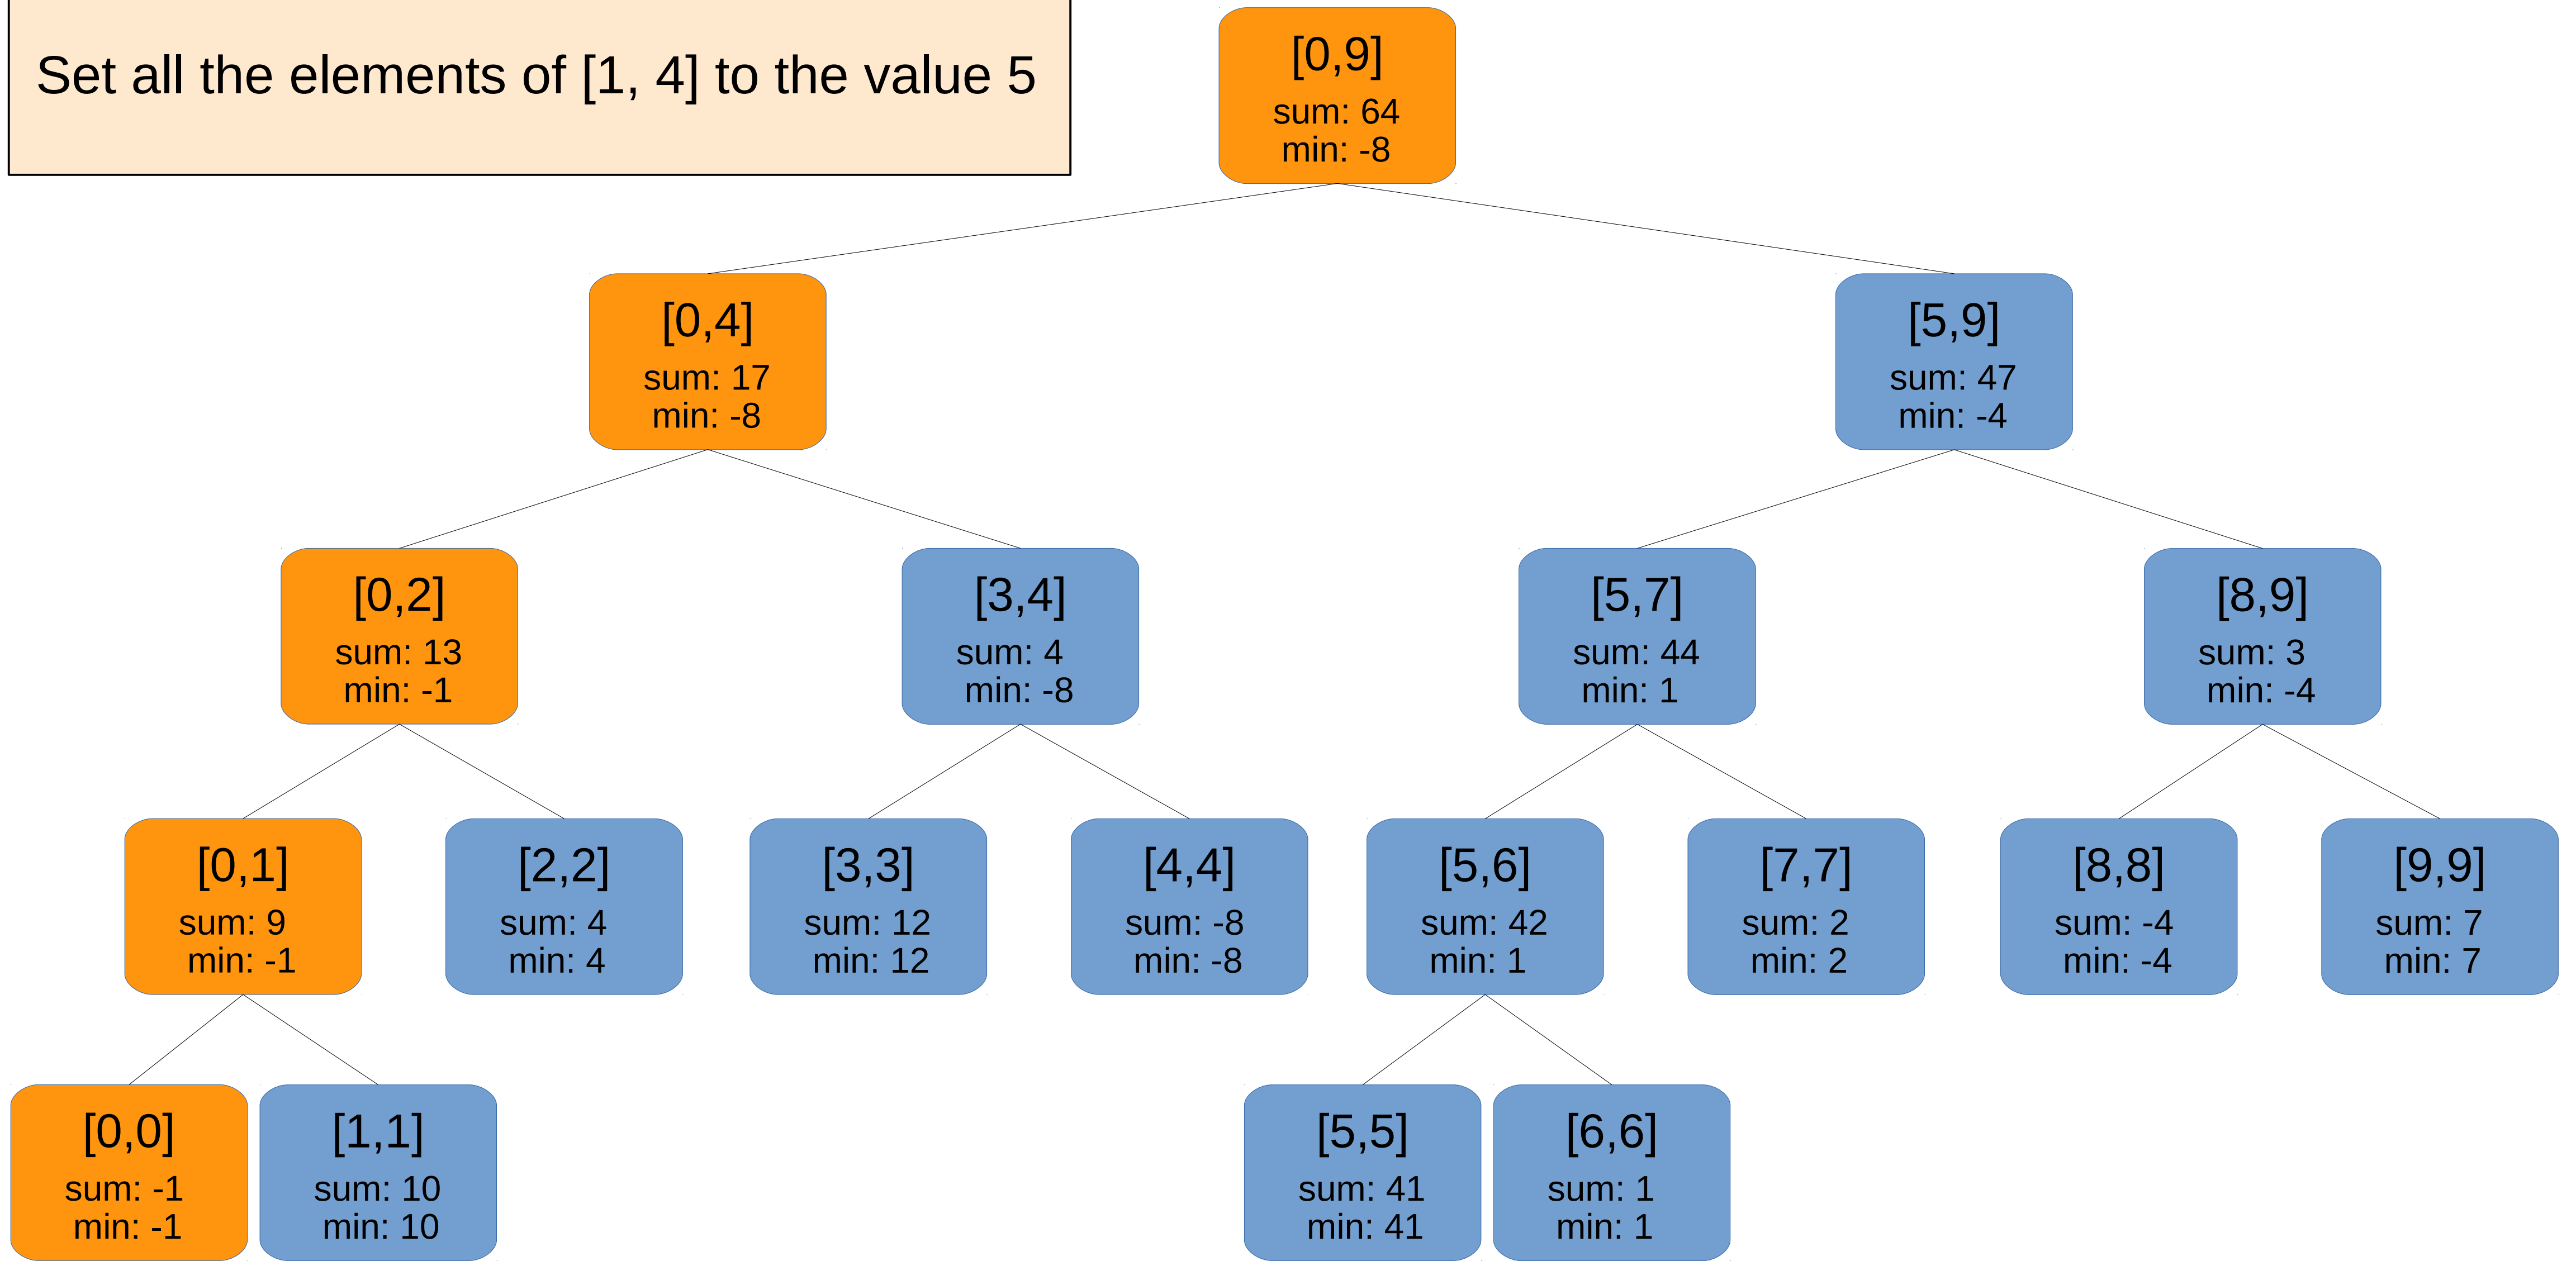 Set all the elements of [1, 4] to the value 5
[0,9]
sum: 64
min: -8
[0,4]
sum: 17
min: -8
[5,9]
sum: 47
min: -4
[0,2]
sum: 13
min: -1
[3,4]
sum: 4
min: -8
[5,7]
sum: 44
min: 1
[8,9]
sum: 3
min: -4
[0,1]
sum: 9
min: -1
[2,2]
sum: 4
min: 4
[3,3]
sum: 12
min: 12
[4,4]
sum: -8
min: -8
[5,6]
sum: 42
min: 1
[7,7]
sum: 2
min: 2
[8,8]
sum: -4
min: -4
[9,9]
sum: 7
min: 7
[0,0]
sum: -1
min: -1
[1,1]
sum: 10
min: 10
[5,5]
sum: 41
min: 41
[6,6]
sum: 1
min: 1